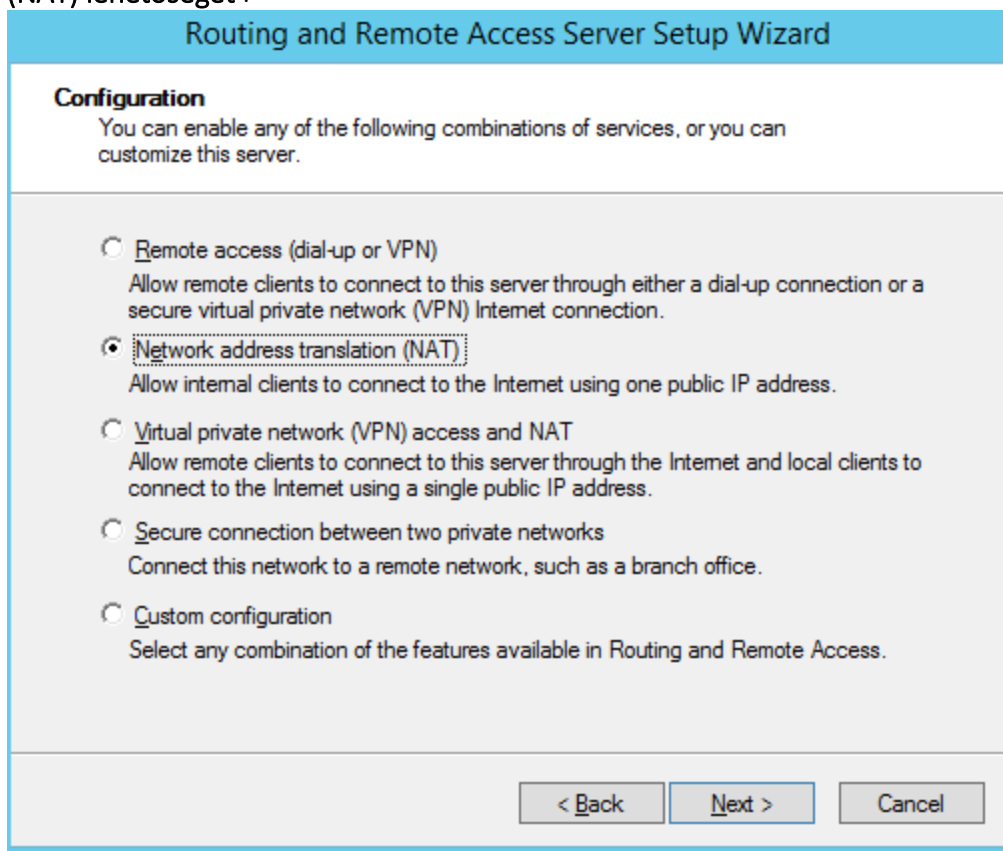 (NAT) lehetőséget.
Routing and Remote Access Server Setup Wizard
Configuration
You can enable any of the following combinations of services, or you can
customize this server.
Remote access (dial-up or VPN)
Allow remote clients to connect to this server through either a dial-up connection or a
secure virtual private network (VPN) Internet connection.
Network address translation (NAT)
Allow internal clients to connect to the Internet using one public IP address.
Virtual private network (VPN) access and NAT
Allow remote clients to connect to this server through the Internet and local clients to
connect to the Internet using a single public IP address.
Secure connection between two private networks
Connect this network to a remote network, such as a branch office.
Custom configuration
Select any combination of the features available in Routing and Remote Access.
< Back Next > Cancel